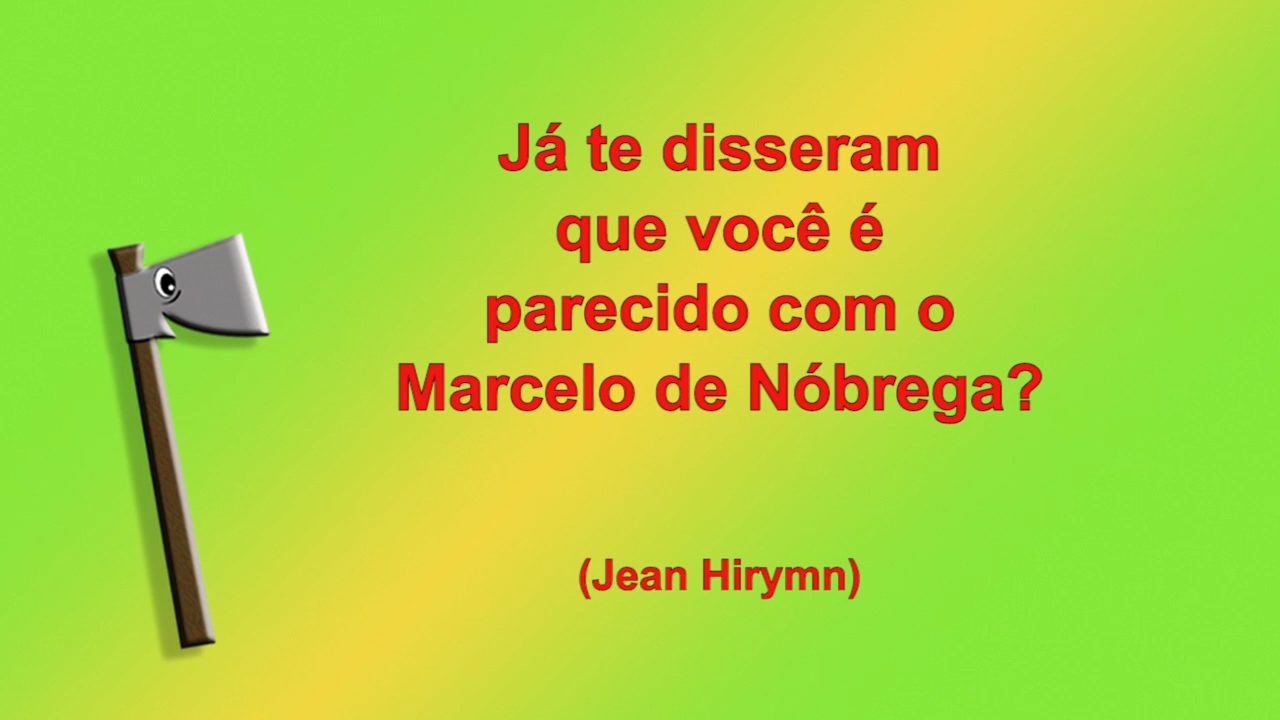 Já te disseram
que você é
parecido com o
Marcelo de Nóbrega?
(Jean Hirymn)